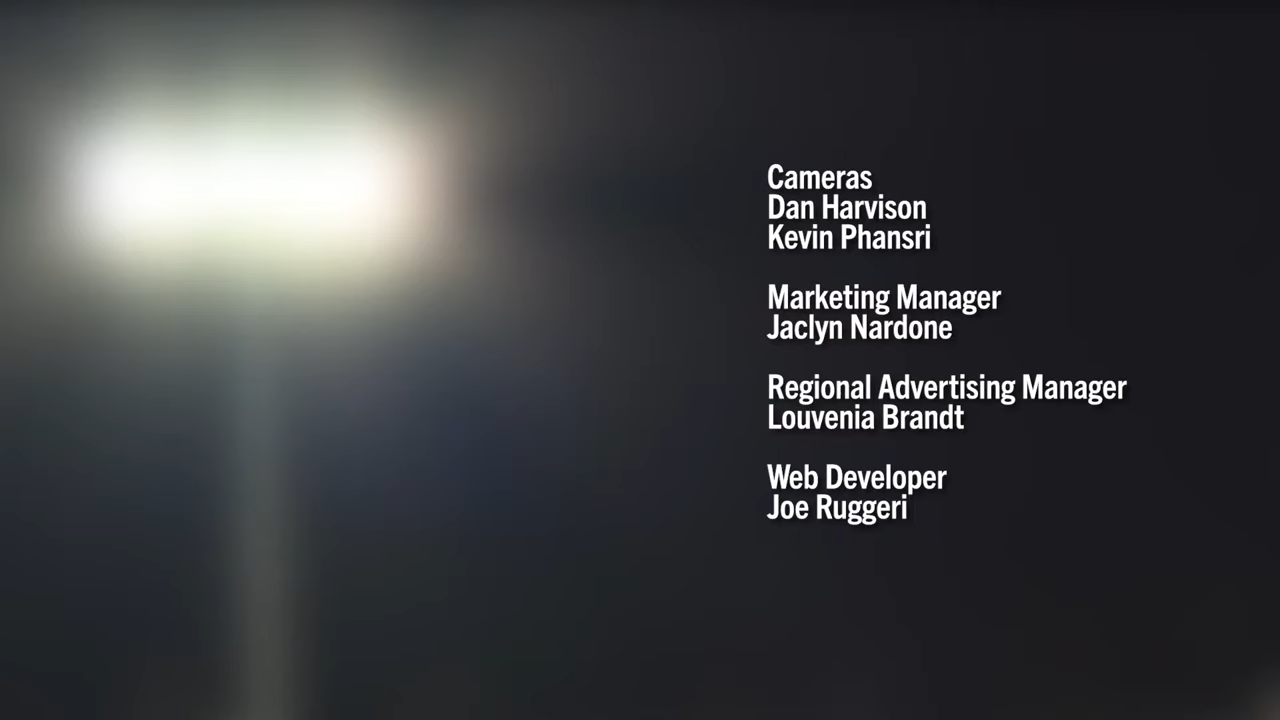 Cameras
Dan Harvison
Kevin Phansri
Marketing Manager
Jaclyn Nardone
Regional Advertising Manager
Louvenia Brandt
Web Developer
Joe Ruggeri